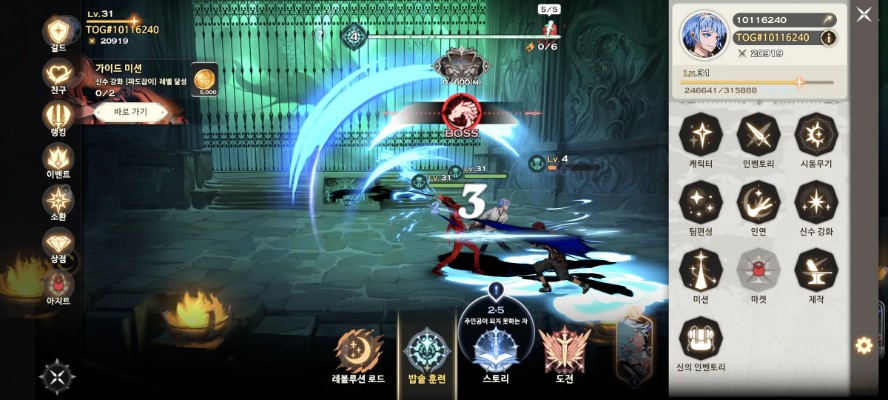 Lv.31
TOG#10116240
20919
길드
친구
랭킹
이벤트
소환
상점
아지트
가이드 미션
신수 강화 [파도잡이] 레벨 달성
0/2
5,000
바로 가기
?
4
5/5
0/6
0/600(M)
BOSS
Lv.31
Lv.31
Lv.4
3
레볼루션 로드
밥솥 훈련
2-5
주인공이 되지 못하는 자
스토리
도전
10116240
TOG#10116240
20919
Lv.31
246641/315888
캐릭터
인벤토리
시동무기
팀편성
인연
신수 강화
미션
마켓
제작
신의 인벤토리